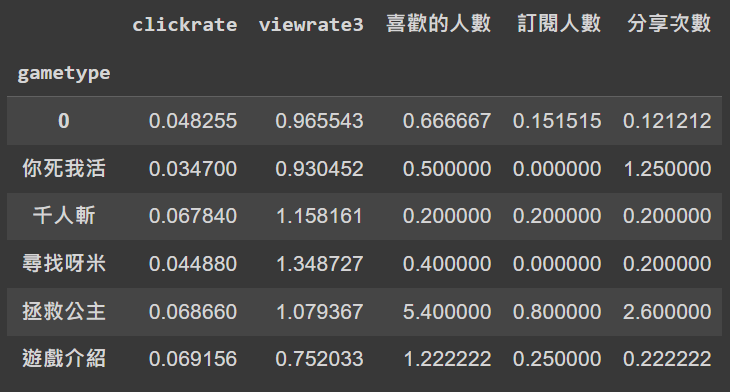 clickrate viewrate3 喜歡的人數 訂閱人數 分享次數
gametype
0 0.048255 0.965543 0.666667 0.151515 0.121212
你死我活 0.034700 0.930452 0.500000 0.000000 1.250000
千人斬 0.067840 1.158161 0.200000 0.200000 0.200000
尋找呀米 0.044880 1.348727 0.400000 0.000000 0.200000
拯救公主 0.068660 1.079367 5.400000 0.800000 2.600000
遊戲介紹 0.069156 0.752033 1.222222 0.250000 0.222222